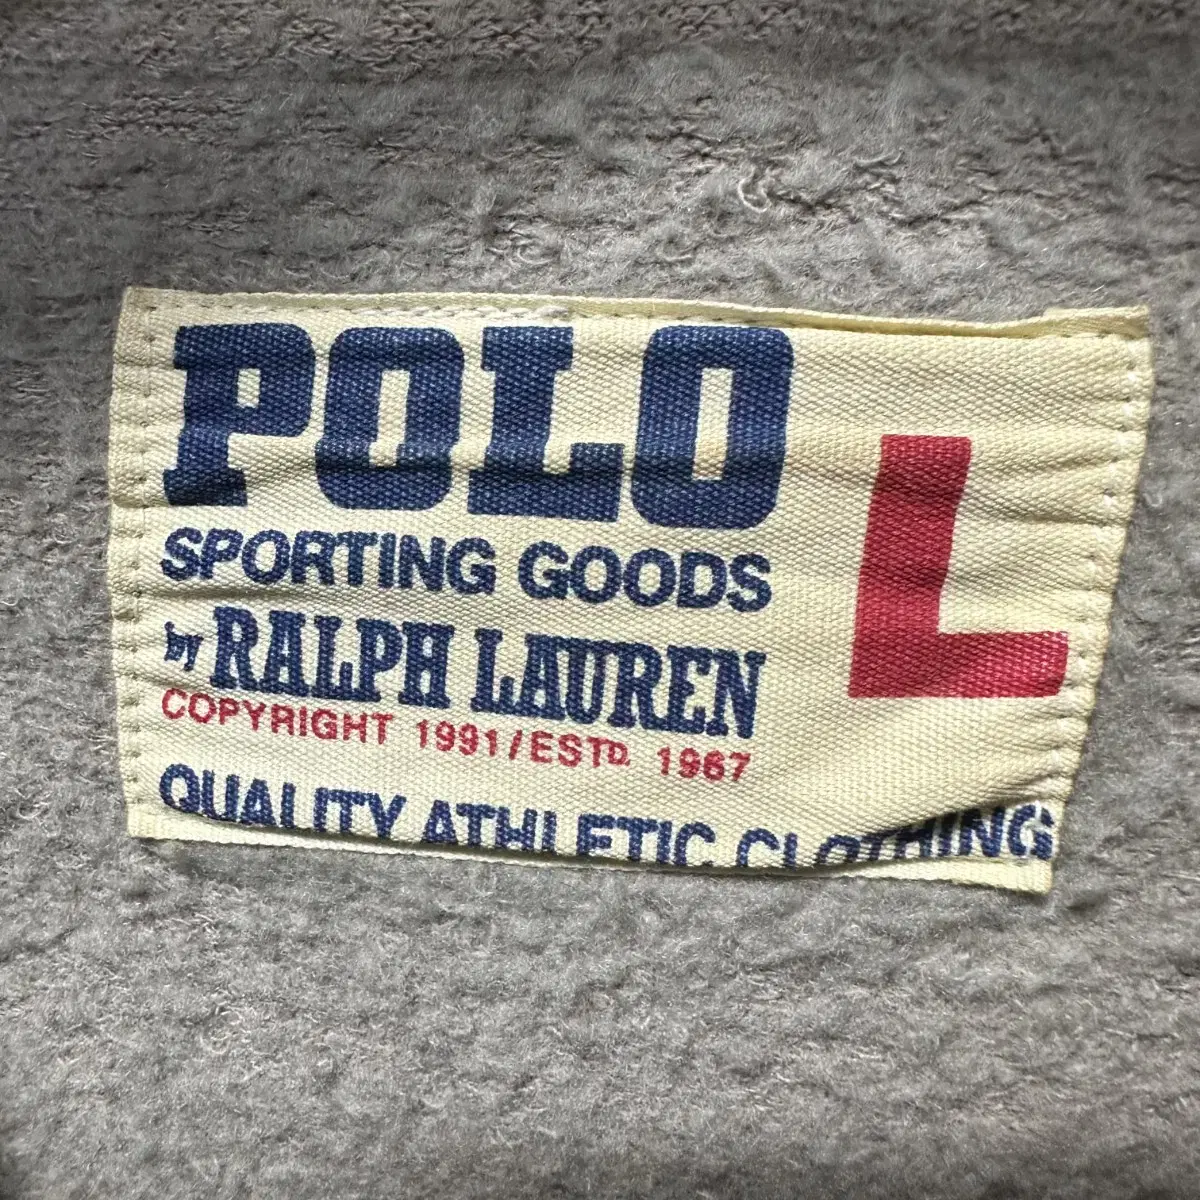 POLO
L
SPORTING GOODS
by RALPH LAUREN
COPYRIGHT 1991/ESTD. 1967
QUALITY ATHLETIC CLOTHING